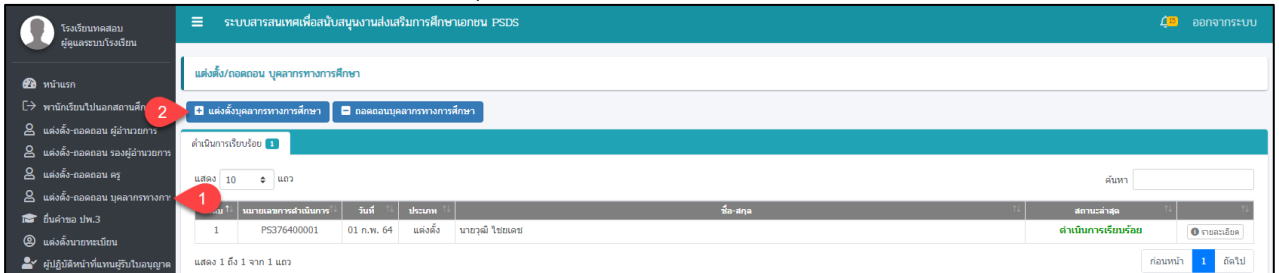 โรงเรียนทดสอบ
ผู้ดูแลระบบโรงเรียน
ระบบสารสนเทศเพื่อสนับสนุนงานส่งเสริมการศึกษาเอกชน PSDS
15
ออกจากระบบ
หน้าแรก
พานักเรียนไปนอกสถานศึก
แต่งตั้ง-ถอดถอน ผู้อำนวยการ
แต่งตั้ง-ถอดถอน รองผู้อำนวยการ
แต่งตั้ง-ถอดถอน ครู
แต่งตั้ง-ถอดถอน บุคลากรทางกา
ยื่นคำขอ ปพ.3
แต่งตั้งนายทะเบียน
ผู้ปฏิบัติหน้าที่แทนผู้รับใบอนุญาต
แต่งตั้ง/ถอดถอน บุคลากรทางการศึกษา
2
แต่งตั้งบุคลากรทางการศึกษา ถอดถอนบุคลากรทางการศึกษา
ดำเนินการเรียบร้อย 1
แสดง 10 แถว
ค้นหา
1
หมายเลขการดำเนินการ วันที่ ประเภท ชื่อ-สกุล สถานะล่าสุด
1 PS376400001 01 ก.พ. 64 แต่งตั้ง นายวุฒิ ไชยเดช ดำเนินการเรียบร้อย รายละเอียด
แสดง 1 ถึง 1 จาก 1 แถว
ก่อนหน้า 1 ถัดไป